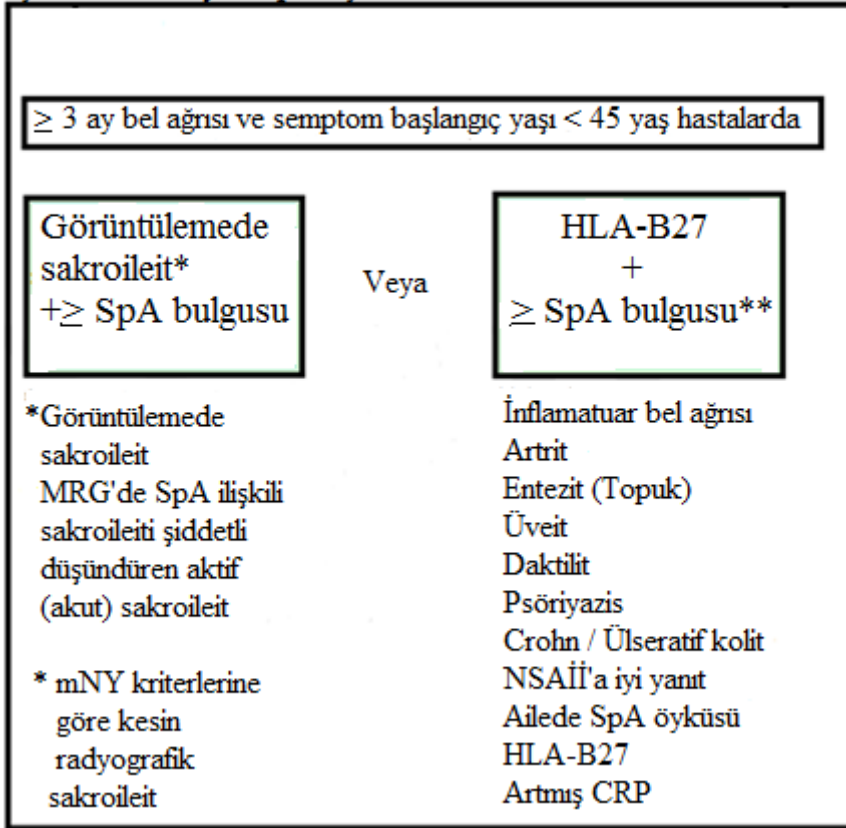 ≥ 3 ay bel ağrısı ve semptom başlangıç yaşı < 45 yaş hastalarda
Görüntülemede
sakroileit*
+≥ SpA bulgusu
Veya
HLA-B27
+
≥ SpA bulgusu**
*Görüntülemede
sakroileit
MRG'de SpA ilişkili
sakroileiti şiddetli
düşündüren aktif
(akut) sakroileit
* mNY kriterlerine
göre kesin
radyografik
sakroileit
İnflamatuar bel ağrısı
Artrit
Entezit (Topuk)
Üveit
Daktilit
Psöriyazis
Crohn / Ülseratif kolit
NSAİİ'a iyi yanıt
Ailede SpA öyküsü
HLA-B27
Artmış CRP